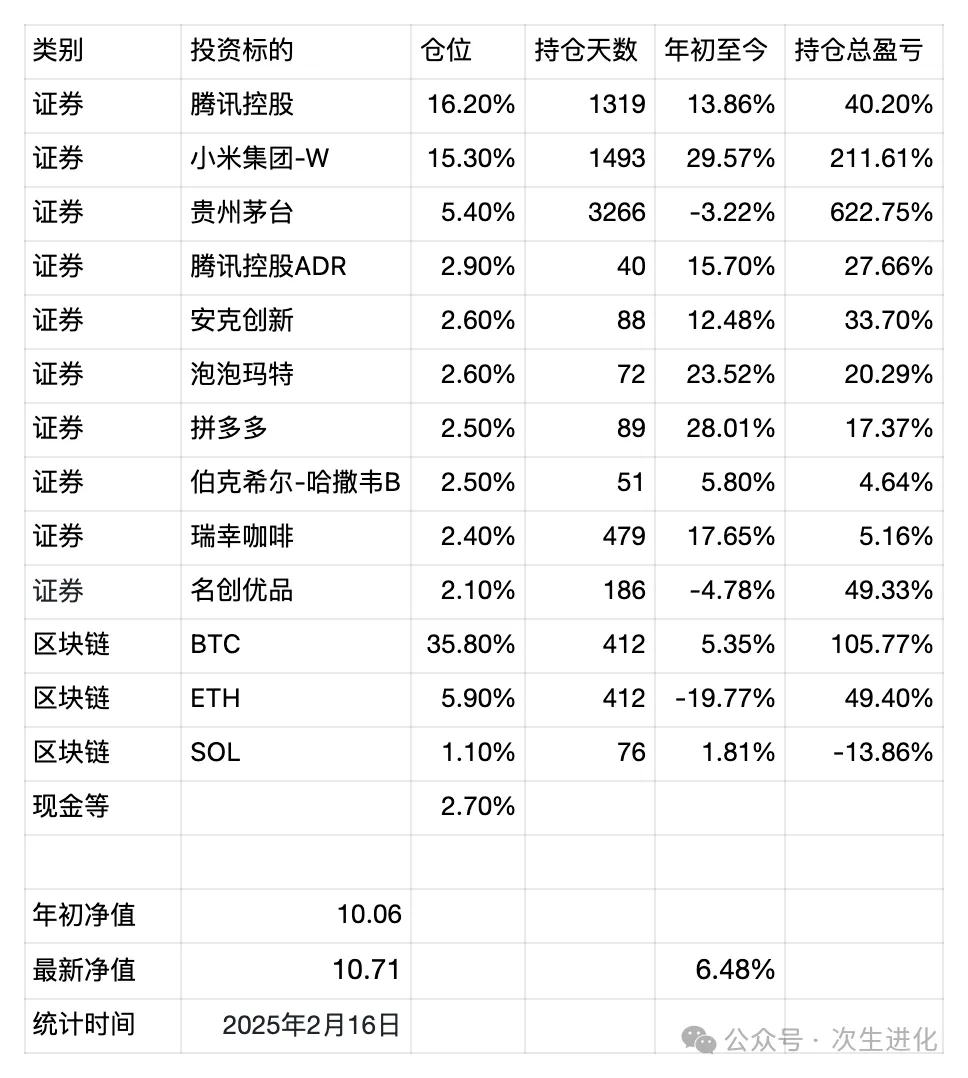 类别 投资标的 仓位 持仓天数 年初至今 持仓总盈亏
证券 腾讯控股 16.20% 1319 13.86% 40.20%
证券 小米集团-W 15.30% 1493 29.57% 211.61%
证券 贵州茅台 5.40% 3266 -3.22% 622.75%
证券 腾讯控股ADR 2.90% 40 15.70% 27.66%
证券 安克创新 2.60% 88 12.48% 33.70%
证券 泡泡玛特 2.60% 72 23.52% 20.29%
证券 拼多多 2.50% 89 28.01% 17.37%
证券 伯克希尔-哈撒韦B 2.50% 51 5.80% 4.64%
证券 瑞幸咖啡 2.40% 479 17.65% 5.16%
证券 名创优品 2.10% 186 -4.78% 49.33%
区块链 BTC 35.80% 412 5.35% 105.77%
区块链 ETH 5.90% 412 -19.77% 49.40%
区块链 SOL 1.10% 76 1.81% -13.86%
现金等 2.70%
年初净值 10.06
最新净值 10.71 6.48%
统计时间 2025年2月16日
公众号 · 次生进化